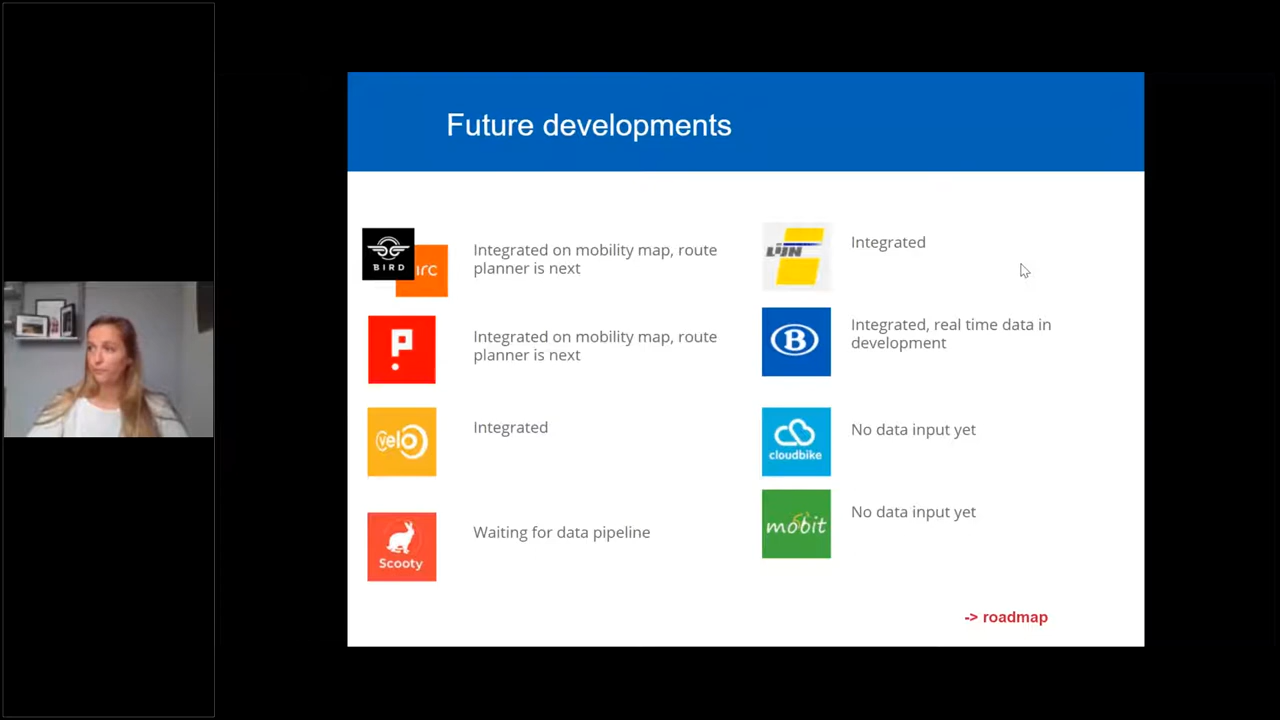 Future developments
BIRD
irc
Integrated on mobility map, route
planner is next
Integrated on mobility map, route
planner is next
velo
Integrated
Scooty
Waiting for data pipeline
LIJN
Integrated
B
Integrated, real time data in
development
cloudbike
No data input yet
mobit
No data input yet
-> roadmap